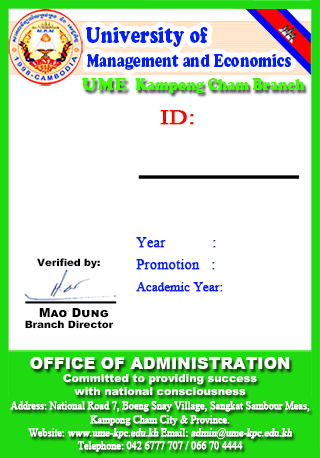 M.K.M
1998-CAMBODIA
University of
Management and Economics
UME Kampong Cham Branch
ID:
Year :
Promotion :
Academic Year:
Verified by:
MAO DUNG
Branch Director
OFFICE OF ADMINISTRATION
Committed to providing success
with national consciousness
Address: National Road 7, Boeng Snay Village, Sangkat Sambour Meas,
Kampong Cham City & Province.
Website: www.ume-kpc.edu.kh Email: admin@ume-kpc.edu.kh
Telephone: 042 6777 707 / 066 70 4444